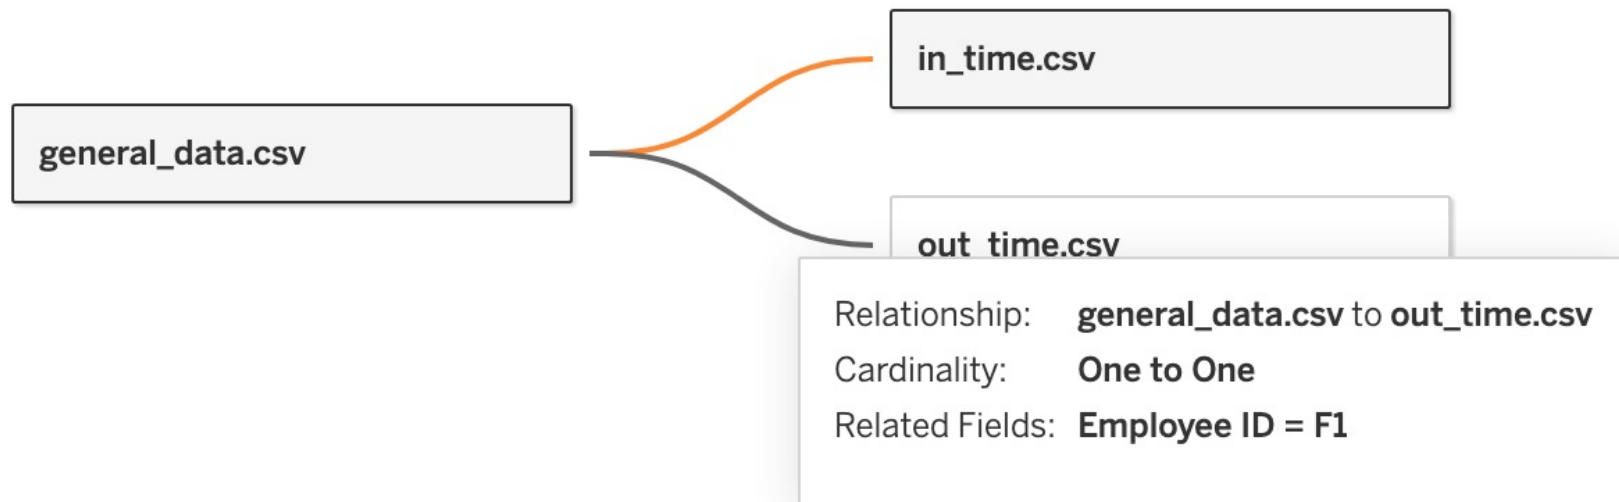 in_time.csv
general_data.csv
out_time.csv
Relationship: general_data.csv to out_time.csv
Cardinality: One to One
Related Fields: Employee ID = F1